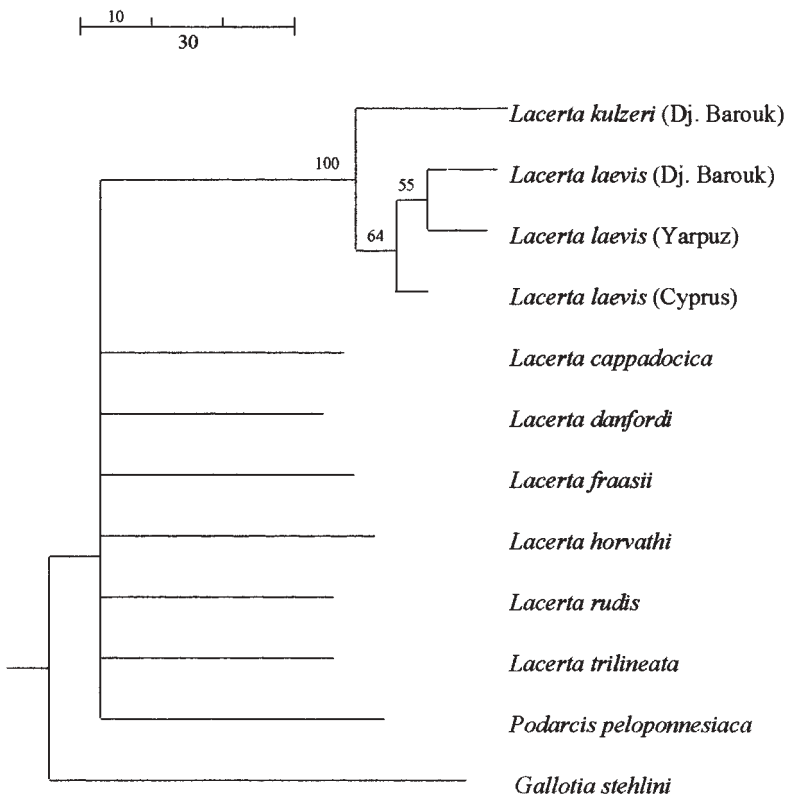 10
30
Lacerta kulzeri (Dj. Barouk)
100
Lacerta laevis (Dj. Barouk)
55
Lacerta laevis (Yarpuz)
64
Lacerta laevis (Cyprus)
Lacerta cappadocica
Lacerta danfordi
Lacerta fraasii
Lacerta horvathi
Lacerta rudis
Lacerta trilineata
Podarcis peloponnesiaca
Gallotia stehlini